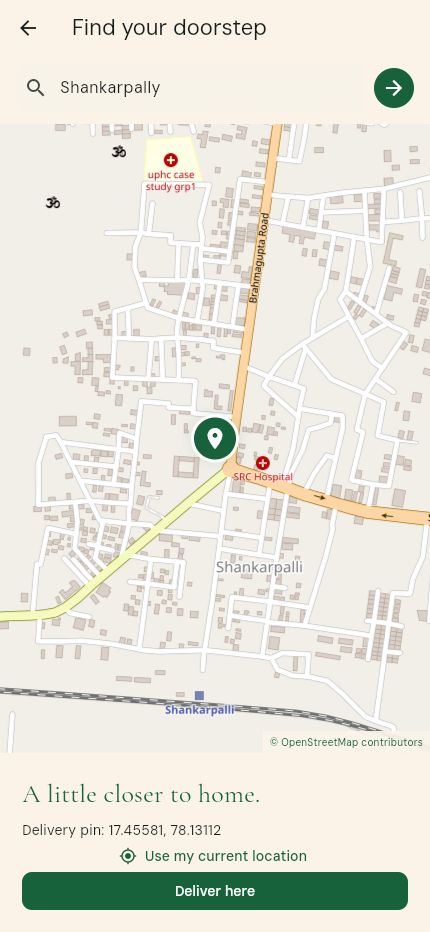 Find your doorstep
Shankarpally
ॐ
uphc case
study grp1
ॐ
Brahmagupta Road
SRC Hospital
Shankarpalli
Shankarpalli
© OpenStreetMap contributors
A little closer to home.
Delivery pin: 17.45581, 78.13112
Use my current location
Deliver here